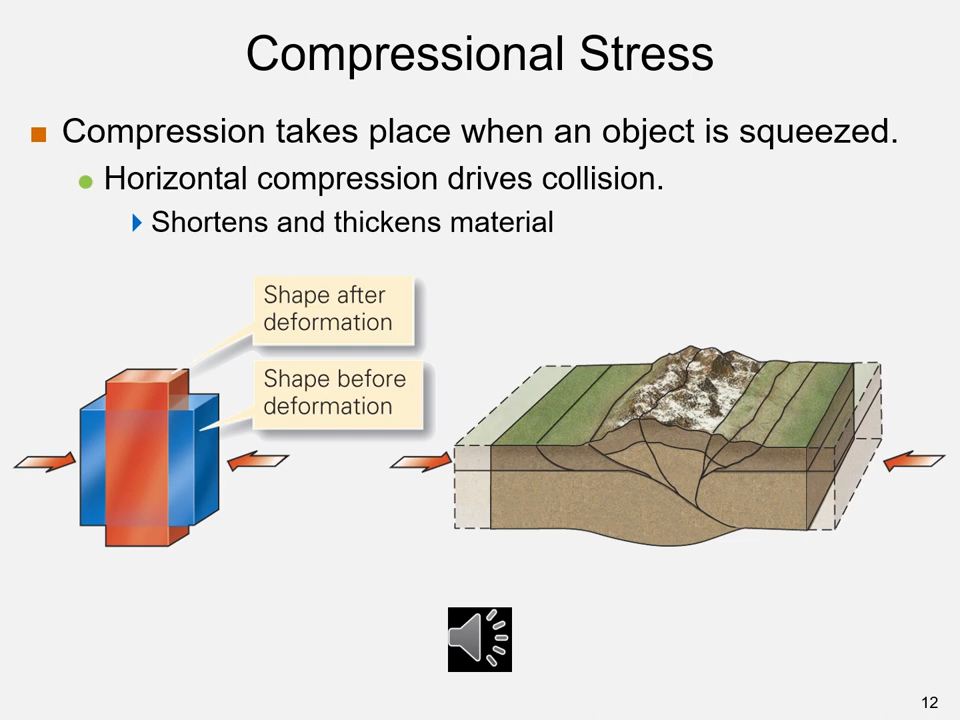 Compressional Stress
Compression takes place when an object is squeezed.
Horizontal compression drives collision.
Shortens and thickens material
Shape after
deformation
Shape before
deformation
12